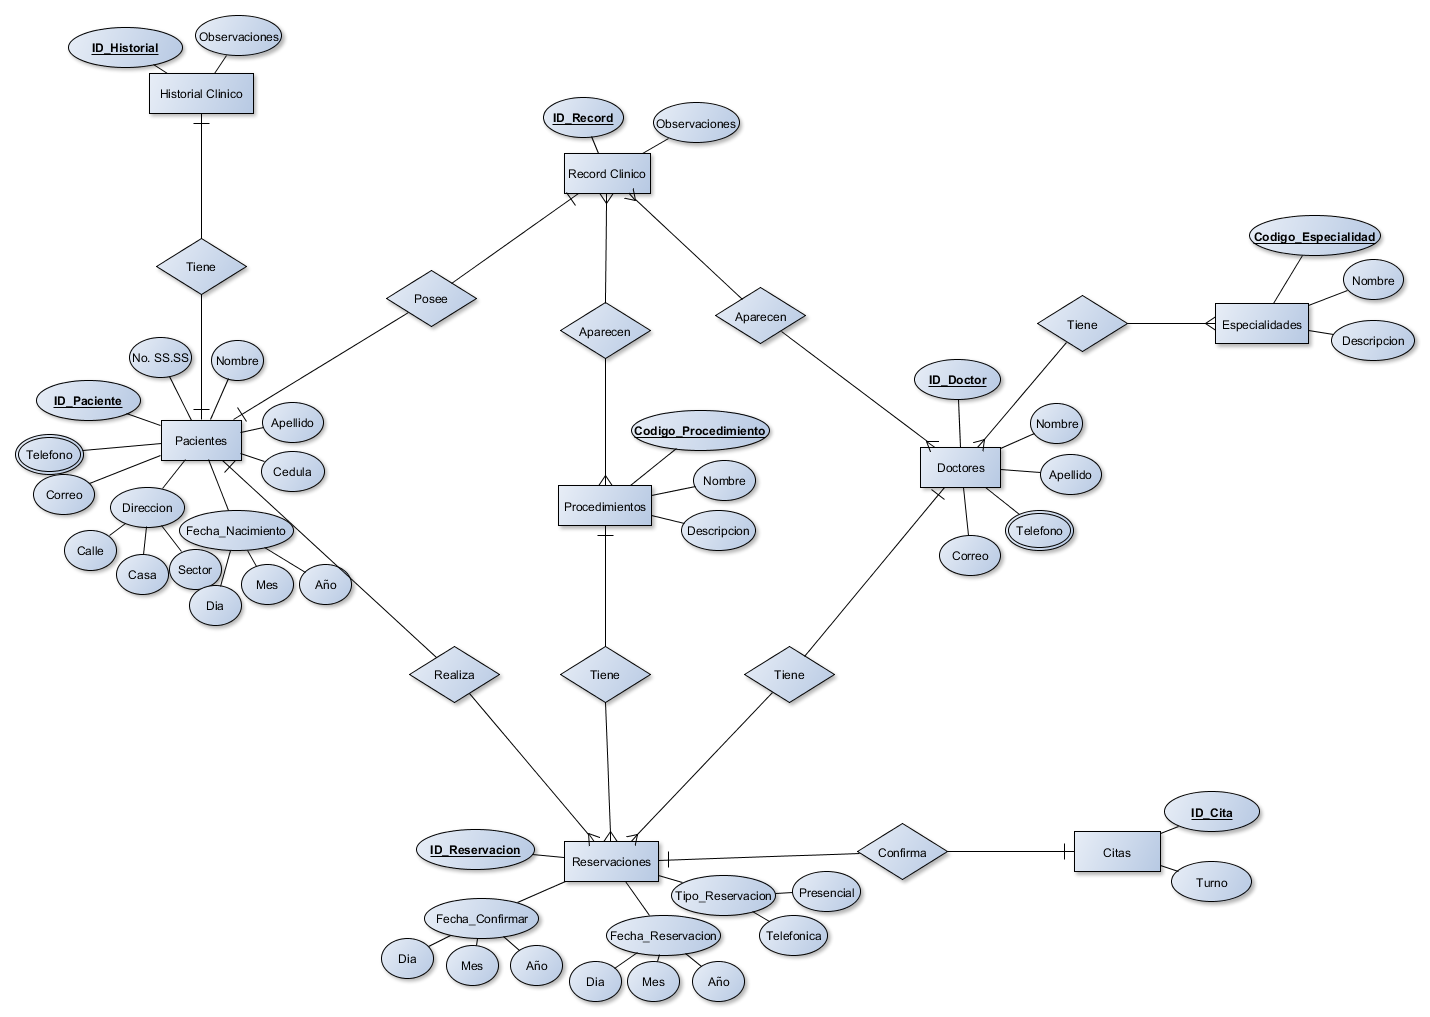 ID_Historial
Observaciones
Historial Clinico
ID_Record
Observaciones
Record Clinico
Codigo_Especialidad
Nombre
Tiene
Posee
Aparecen
Aparecen
Tiene
Especialidades
Descripcion
No. SS.SS
Nombre
ID_Paciente
ID_Doctor
Apellido
Codigo_Procedimiento
Nombre
Pacientes
Telefono
Cedula
Doctores
Apellido
Correo
Nombre
Direccion
Procedimientos
Fecha_Nacimiento
Descripcion
Telefono
Calle
Casa
Sector
Correo
Dia
Mes
Año
Realiza
Tiene
Tiene
ID_Cita
ID_Reservacion
Reservaciones
Confirma
Citas
Turno
Tipo_Reservacion
Presencial
Fecha_Confirmar
Fecha_Reservacion
Telefonica
Dia
Mes
Año
Dia
Mes
Año